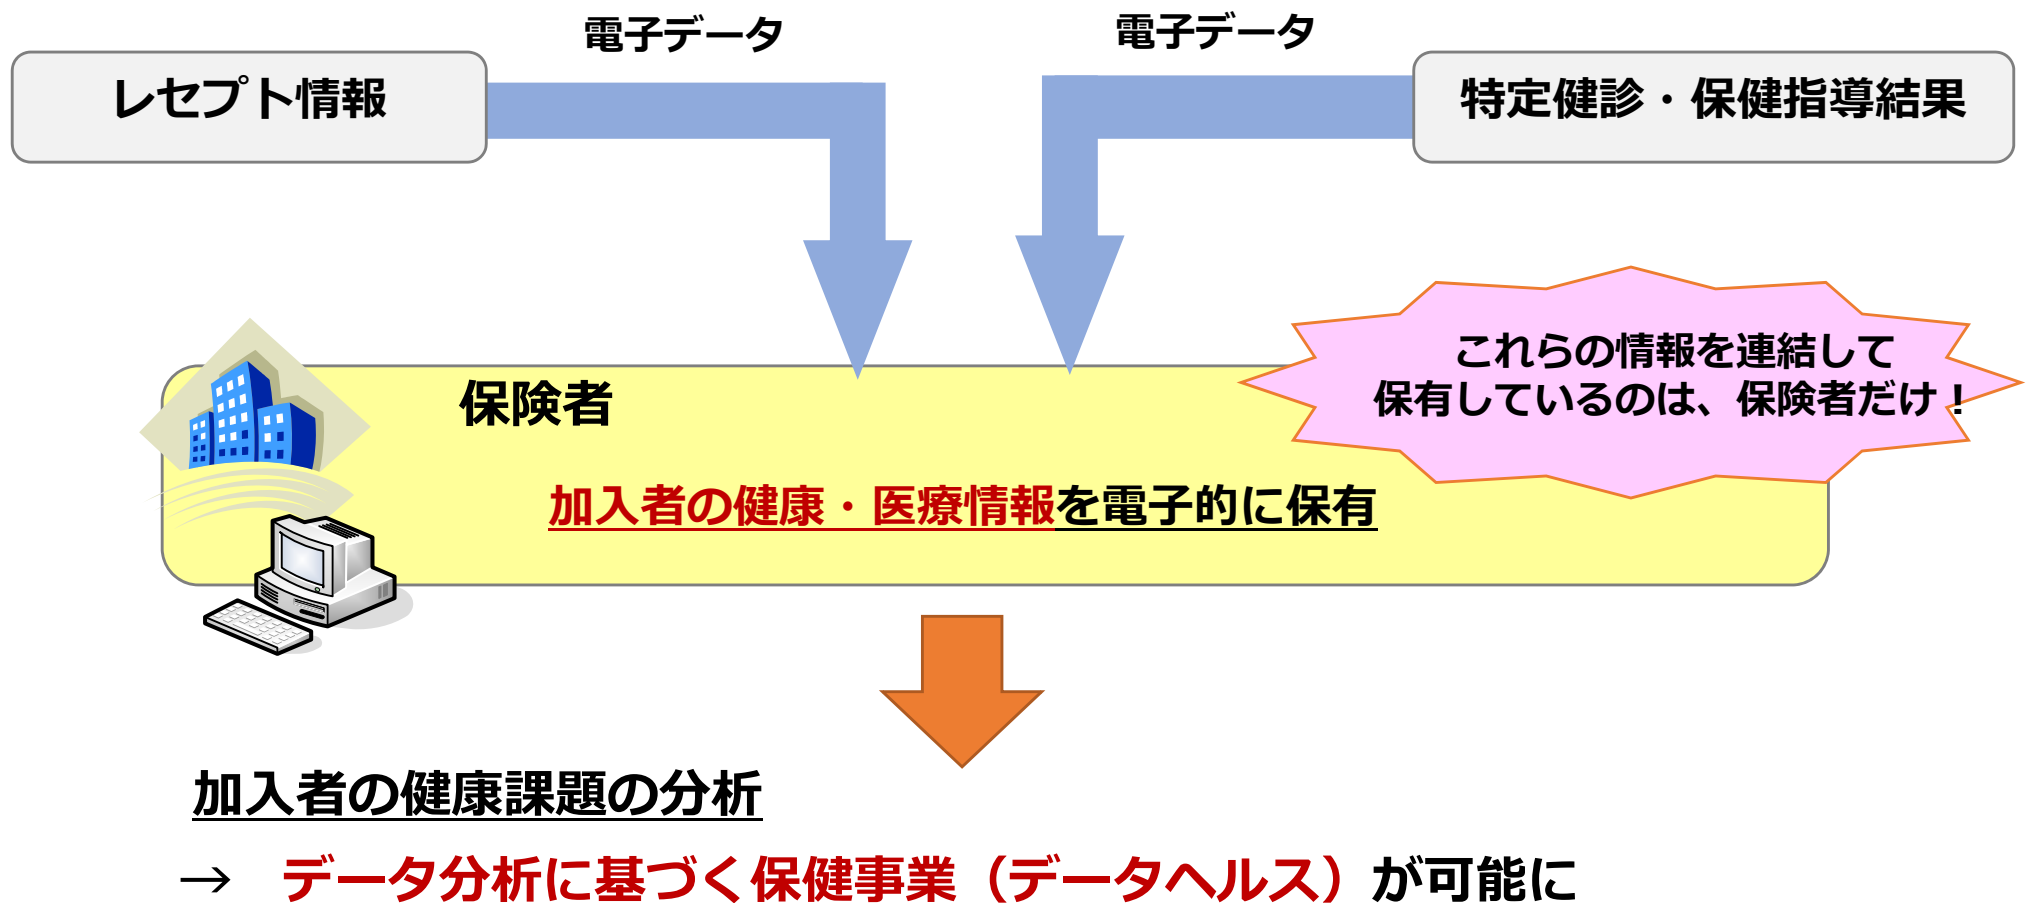 電子データ
電子データ
レセプト情報
特定健診・保健指導結果
これらの情報を連結して
保有しているのは、保険者だけ！
保険者
加入者の健康・医療情報を電子的に保有
加入者の健康課題の分析
→　データ分析に基づく保健事業（データヘルス）が可能に